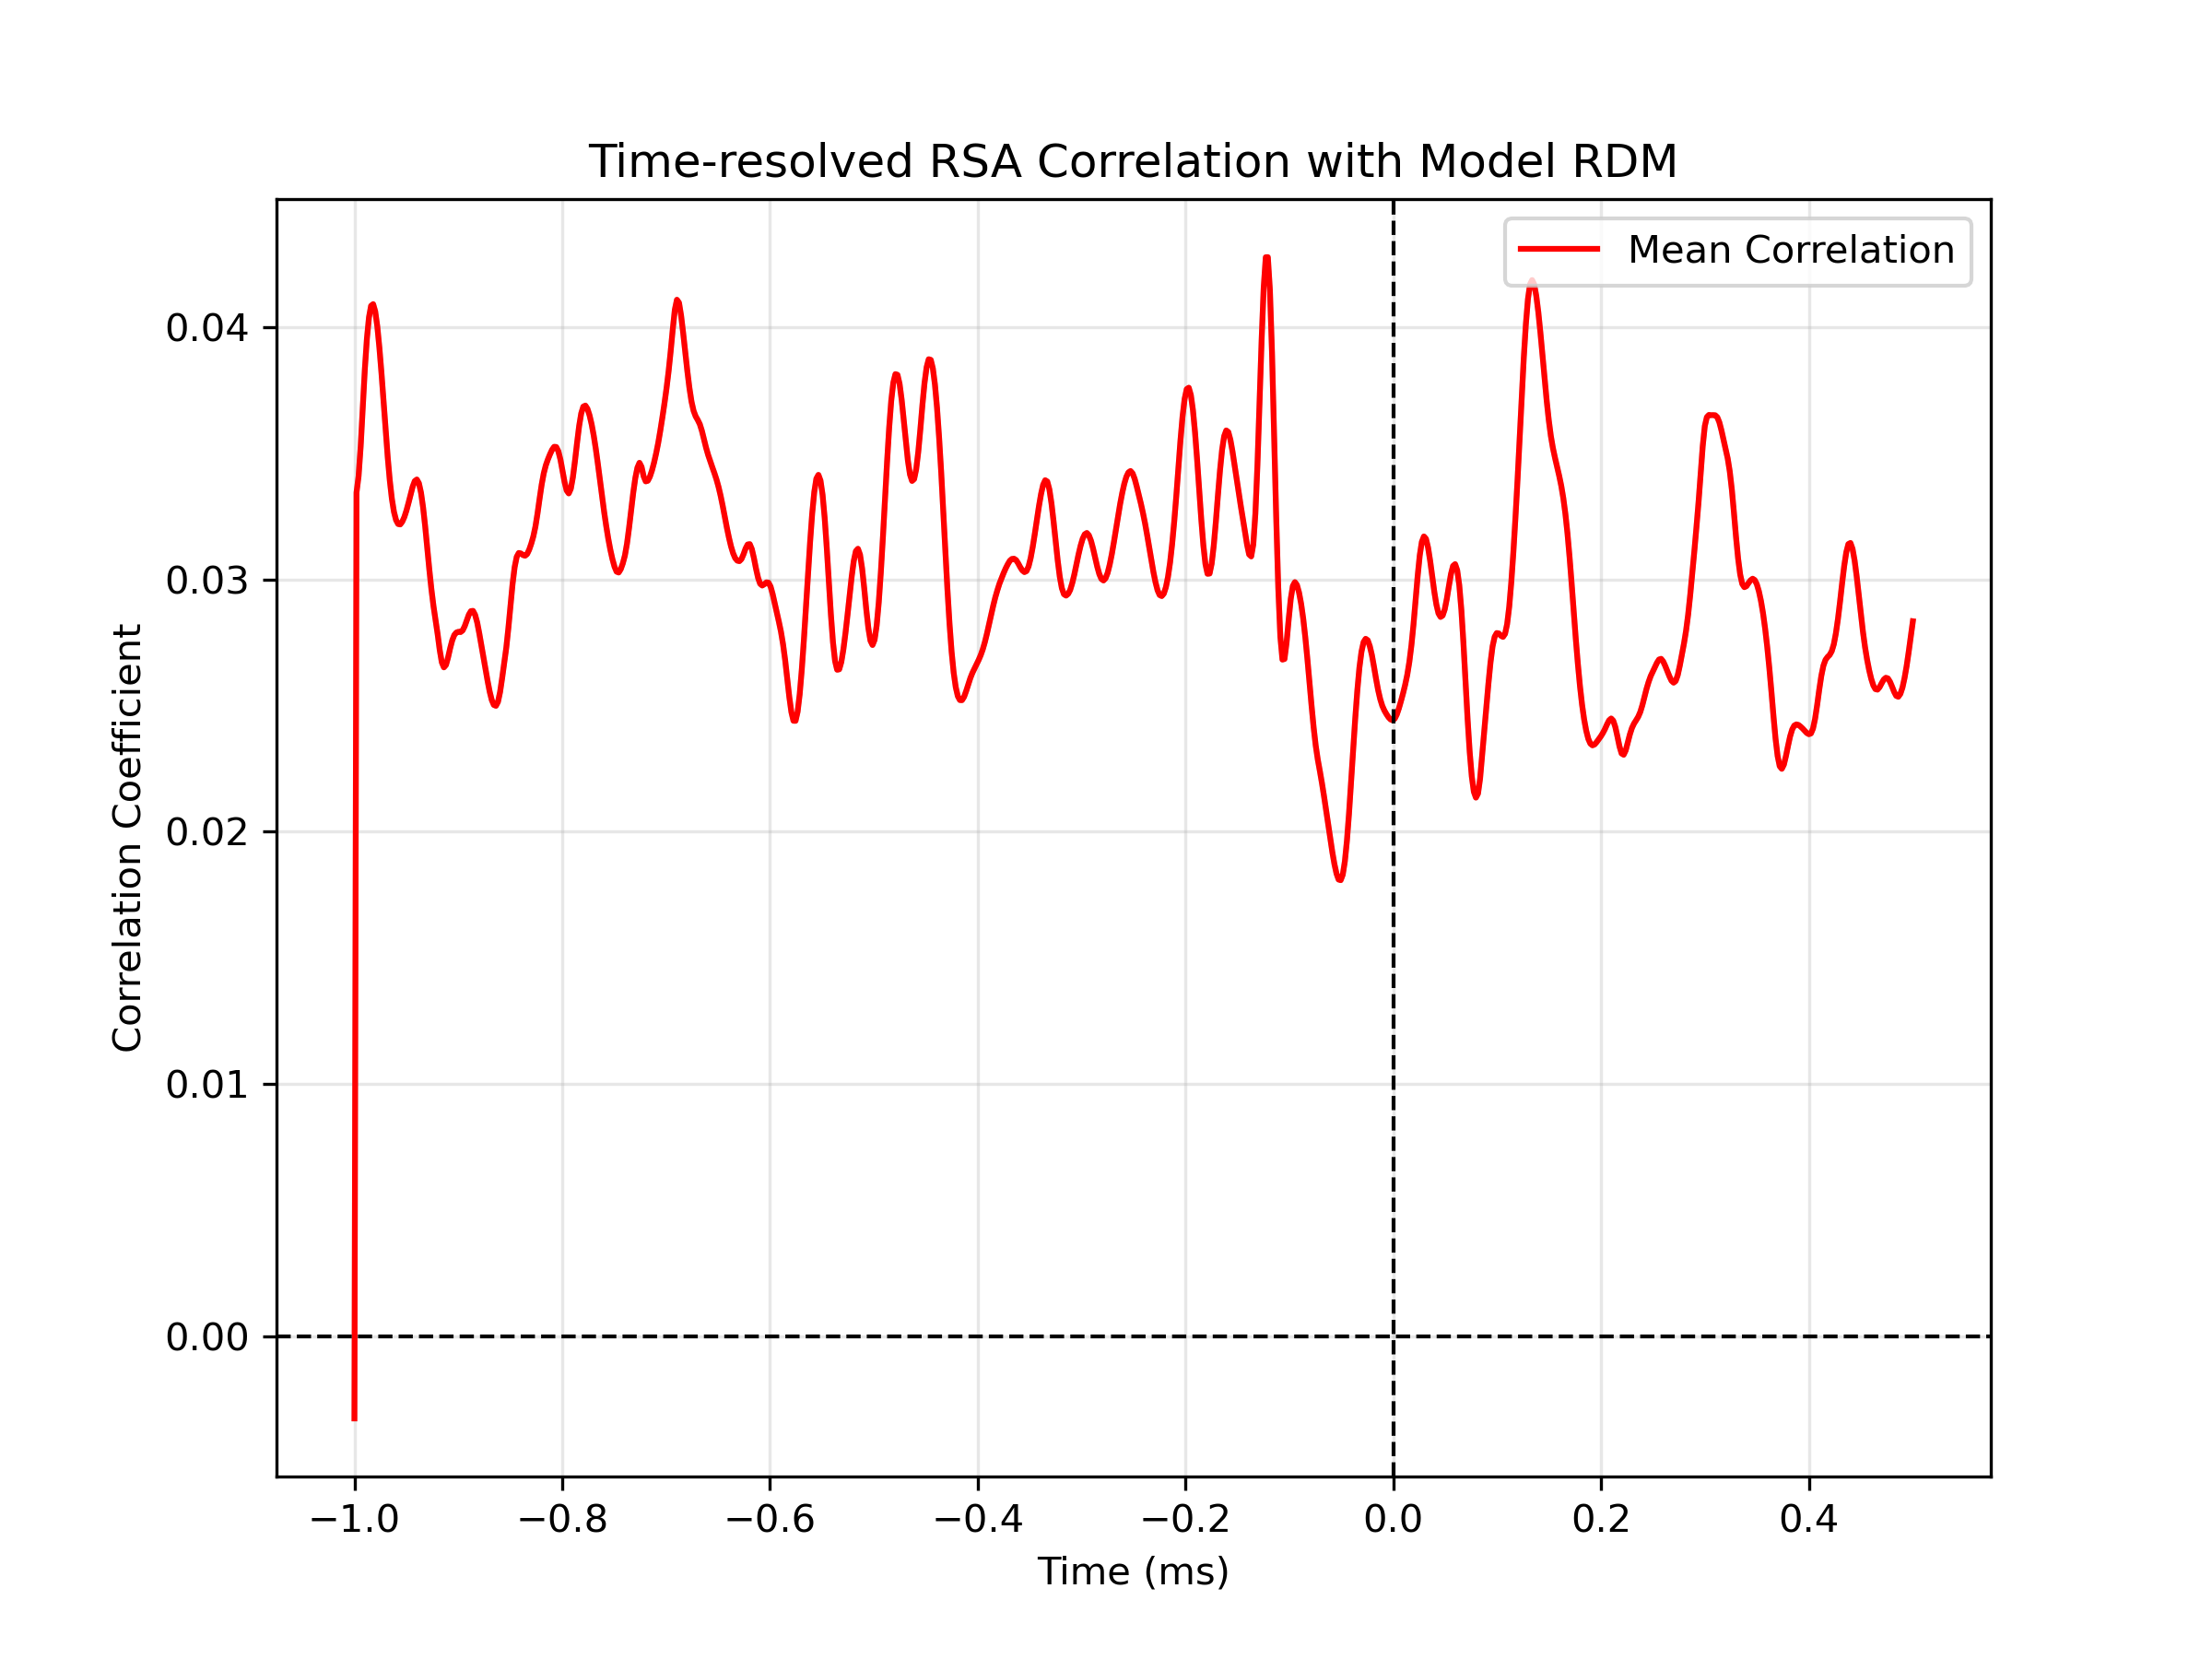 Time-resolved RSA Correlation with Model RDM
Mean Correlation
Correlation Coefficient
0.04
0.03
0.02
0.01
0.00
−1.0 −0.8 −0.6 −0.4 −0.2 0.0 0.2 0.4
Time (ms)